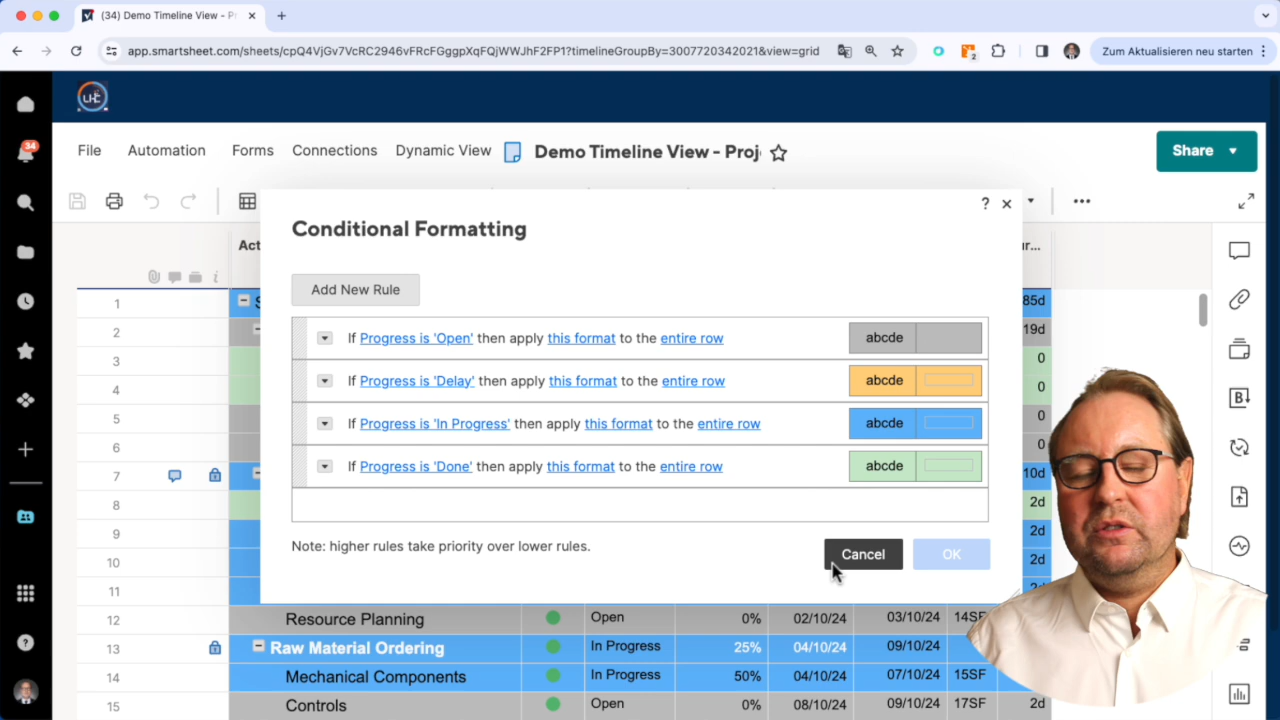 (34) Demo Timeline View - Pr
app.smartsheet.com/sheets/cpQ4VjGv7VcRC2946vFRcFGggpXqFQjWWJhF2FP1?timelineGroupBy=3007720342021&view=grid
2
Zum Aktualisieren neu starten
LHC
34
File Automation Forms Connections Dynamic View Demo Timeline View - Proj
Share
Conditional Formatting
?
Act
ur...
Add New Rule
1 85d
2 19d
If Progress is 'Open' then apply this format to the entire row abcde
3 0
If Progress is 'Delay' then apply this format to the entire row abcde
4 0
5 0
If Progress is 'In Progress' then apply this format to the entire row abcde
6 0
If Progress is 'Done' then apply this format to the entire row abcde
7 10d
8 2d
9 2d
Note: higher rules take priority over lower rules.
Cancel OK
10 2d
11 2d
12 Resource Planning Open 0% 02/10/24 03/10/24 14SF
13 Raw Material Ordering In Progress 25% 04/10/24 09/10/24
14 Mechanical Components In Progress 50% 04/10/24 07/10/24 15SF
15 Controls Open 0% 08/10/24 09/10/24 17SF 2d